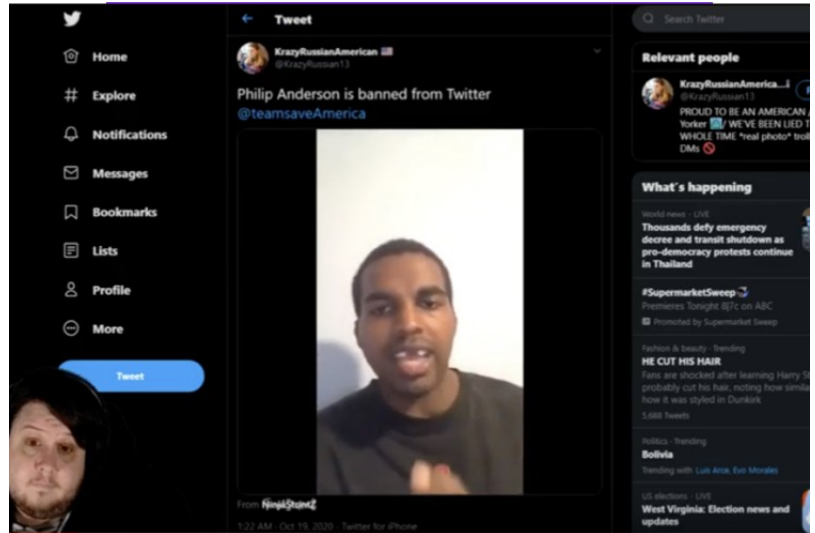 Tweet
Search Twitter
Home
Explore
Notifications
Messages
Bookmarks
Lists
Profile
More
Tweet
KrazyRussianAmerican
@KrazyRussian13
Philip Anderson is banned from Twitter
@teamsaveAmerica
From
1:22 AM · Oct 19, 2020 · Twitter for iPhone
Relevant people
KrazyRussianAmerica...
@KrazyRussian13
PROUD TO BE AN AMERICAN /
Yorker / WE'VE BEEN LIED T
WHOLE TIME *real photo* troll
DMs
What's happening
World news · LIVE
Thousands defy emergency
decree and transit shutdown as
pro-democracy protests continue
in Thailand
#SupermarketSweep
Premieres Tonight 8|7c on ABC
Promoted by Supermarket Sweep
Fashion & beauty · Trending
HE CUT HIS HAIR
Fans are shocked after learning Harry S
probably cut his hair, noting how simila
how it was styled in Dunkirk
5,688 Tweets
Politics · Trending
Bolivia
Trending with Luis Arce, Evo Morales
US elections · LIVE
West Virginia: Election news and
updates